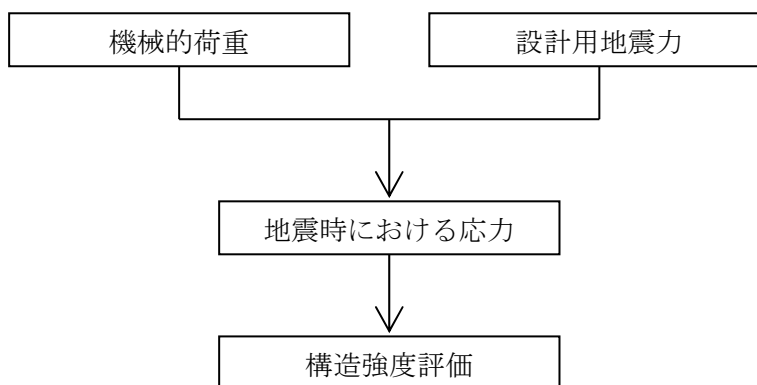 機械的荷重
設計用地震力
地震時における応力
構造強度評価